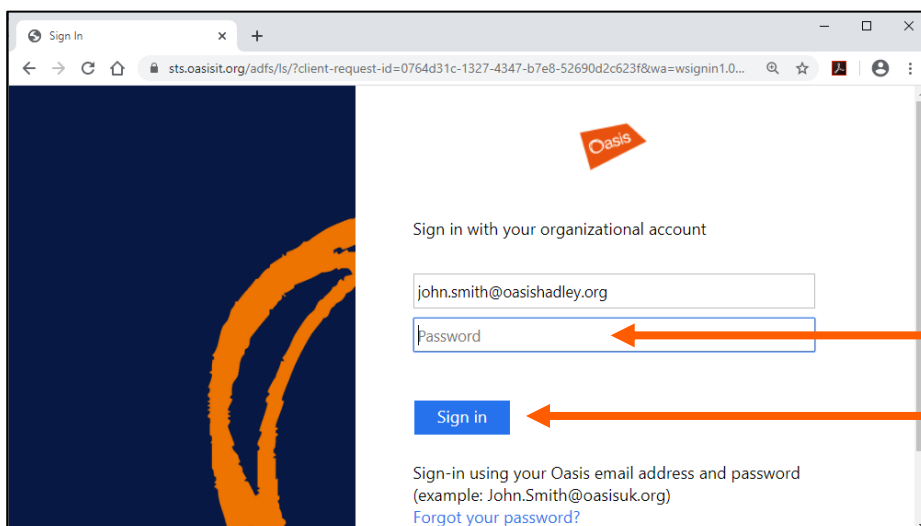 Sign In
sts.oasisit.org/adfs/ls/?client-request-id=0764d31c-1327-4347-b7e8-52690d2c623f&wa=wsignin1.0...
Oasis
Sign in with your organizational account
john.smith@oasishadley.org
Password
Sign in
Sign-in using your Oasis email address and password
(example: John.Smith@oasisuk.org)
Forgot your password?